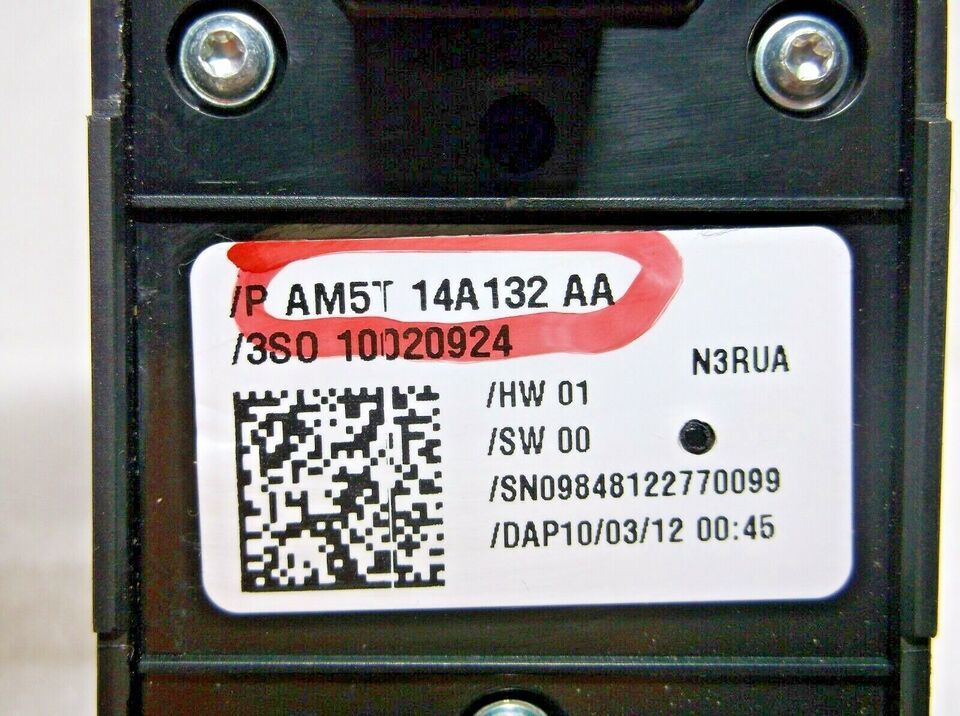 /P AM5T 14A132 AA
/3S0 10020924
N3RUA
/HW 01
/SW 00
/SN09848122770099
/DAP10/03/12 00:45